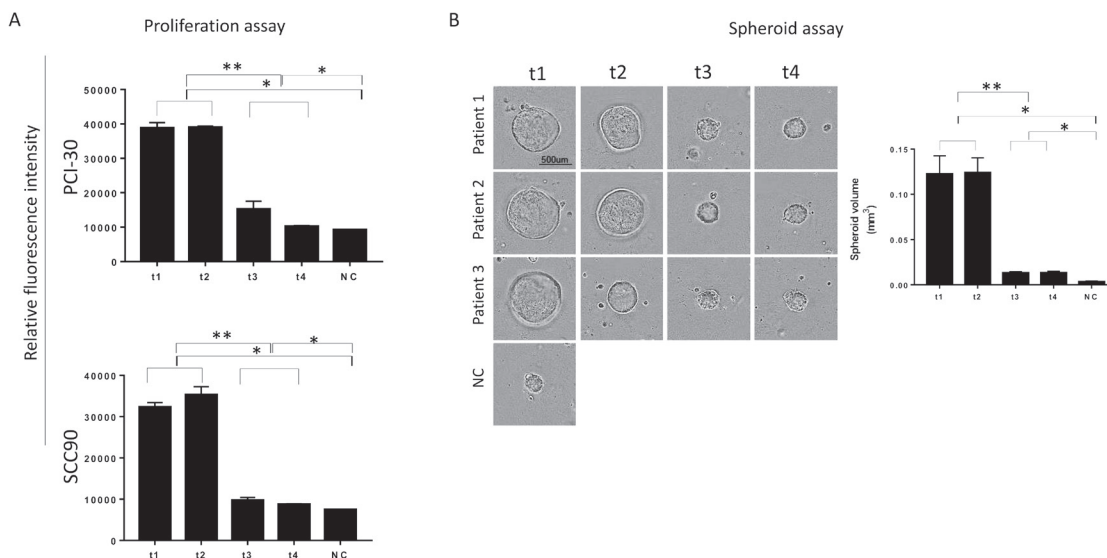 A
Proliferation assay
Relative fluorescence intensity
PCI-30
** *
*
50000
40000
30000
20000
10000
0
t1 t2 t3 t4 NC
SCC90
** *
*
40000
30000
20000
10000
0
t1 t2 t3 t4 NC
B
Spheroid assay
t1 t2 t3 t4
Patient 1
500um
Patient 2
Patient 3
NC
**
*
*
Spheroid volume
(mm³)
0.15
0.10
0.05
0.00
t1 t2 t3 t4 NC